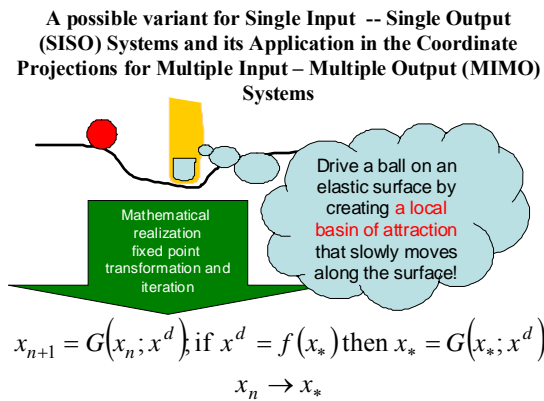 A possible variant for Single Input -- Single Output
(SISO) Systems and its Application in the Coordinate
Projections for Multiple Input – Multiple Output (MIMO)
Systems
Drive a ball on an
elastic surface by
creating a local
basin of attraction
that slowly moves
along the surface!
Mathematical
realization
fixed point
transformation and
iteration
x_{n+1} = G(x_n; x^d); if x^d = f(x_*) then x_* = G(x_*; x^d)
x_n → x_*